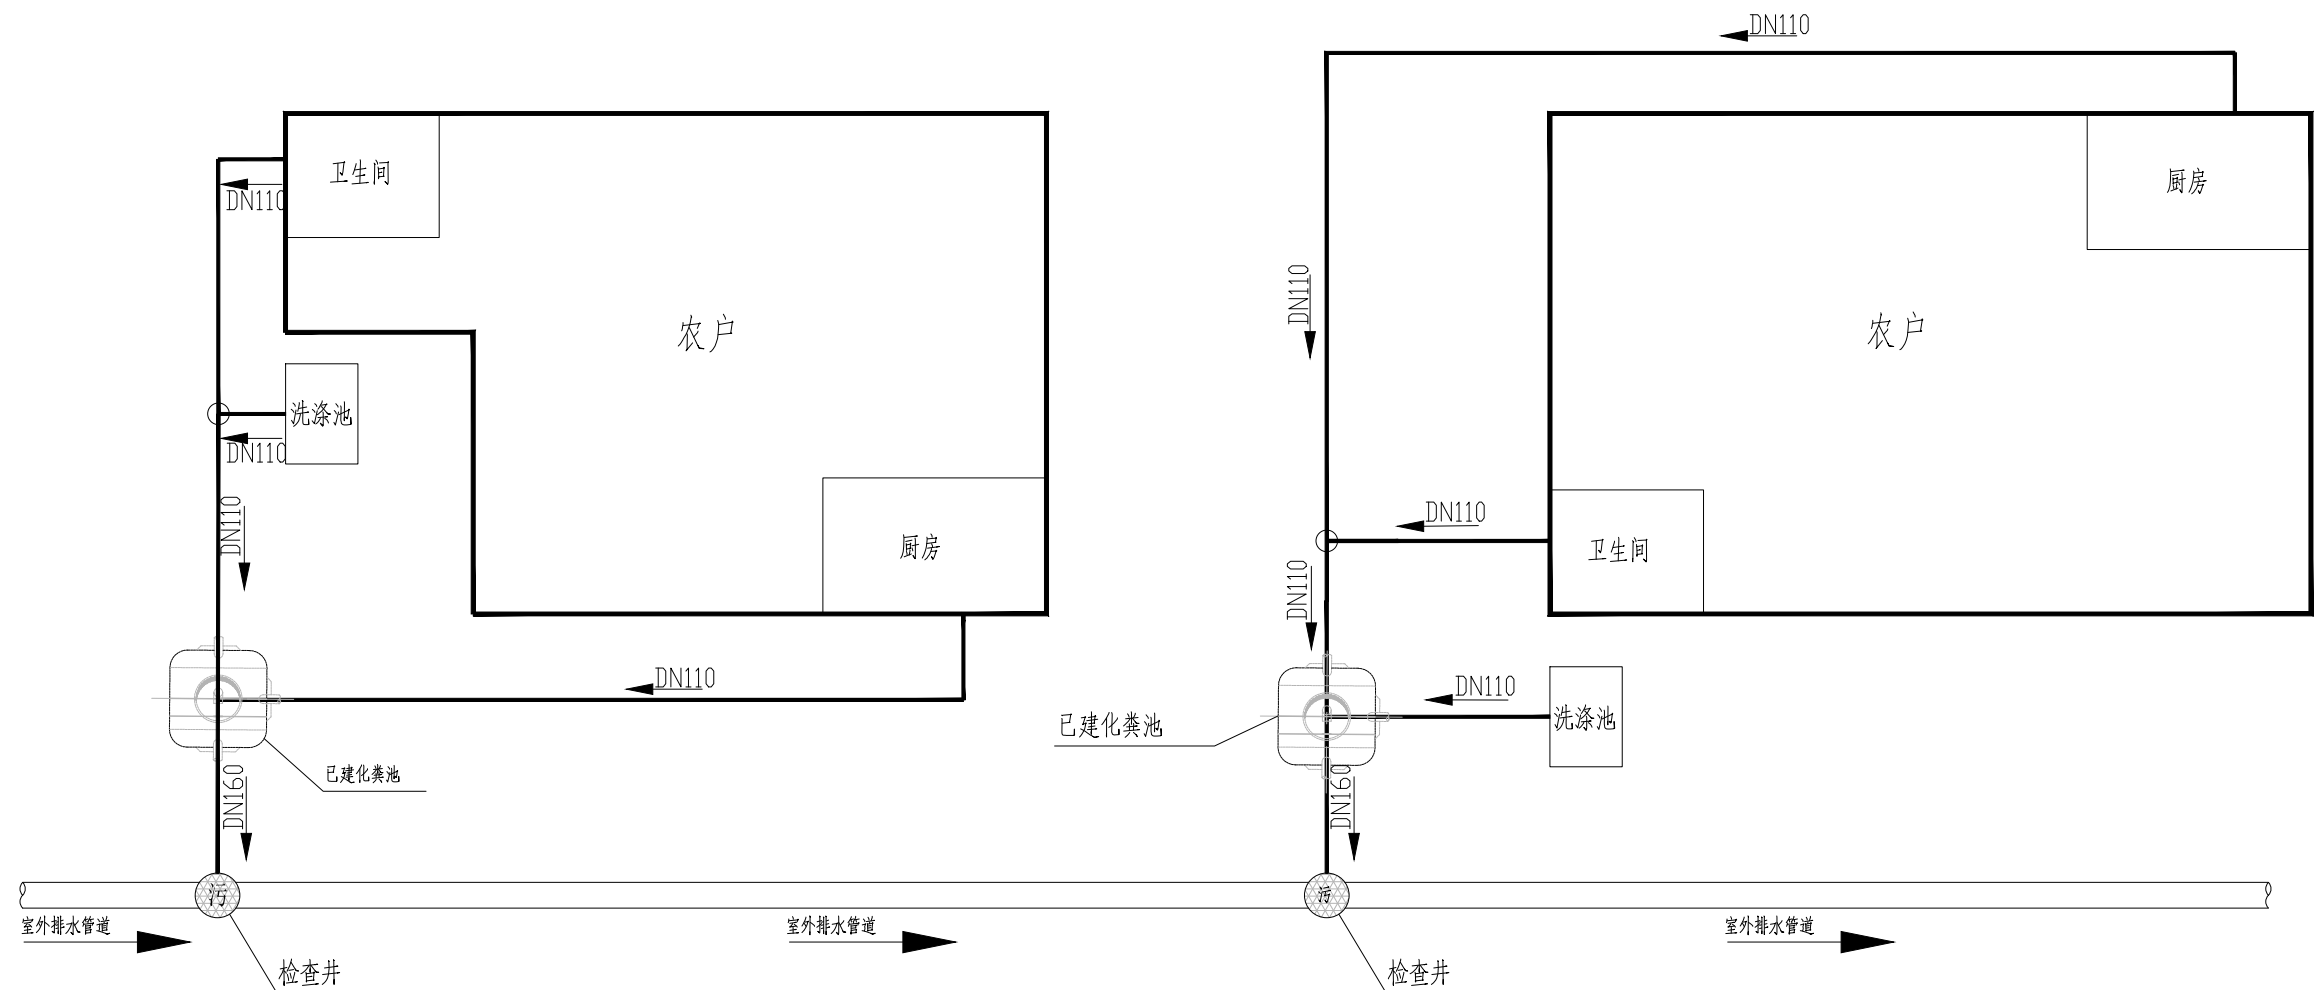 DN110
卫生间
DN110
厨房
DN110
农户
农户
洗涤池
DN110
DN110
DN110
厨房
卫生间
DN110
DN110
DN110
洗涤池
已建化粪池
已建化粪池
DN160
DN160
污
污
室外排水管道
室外排水管道
室外排水管道
检查井
检查井